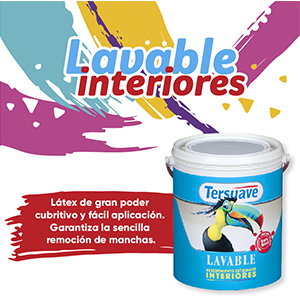 Lavable
interiores
Látex de gran poder
cubritivo y fácil aplicación.
Garantiza la sencilla
remoción de manchas.
Tersuave
LAVABLE
INTERIORES